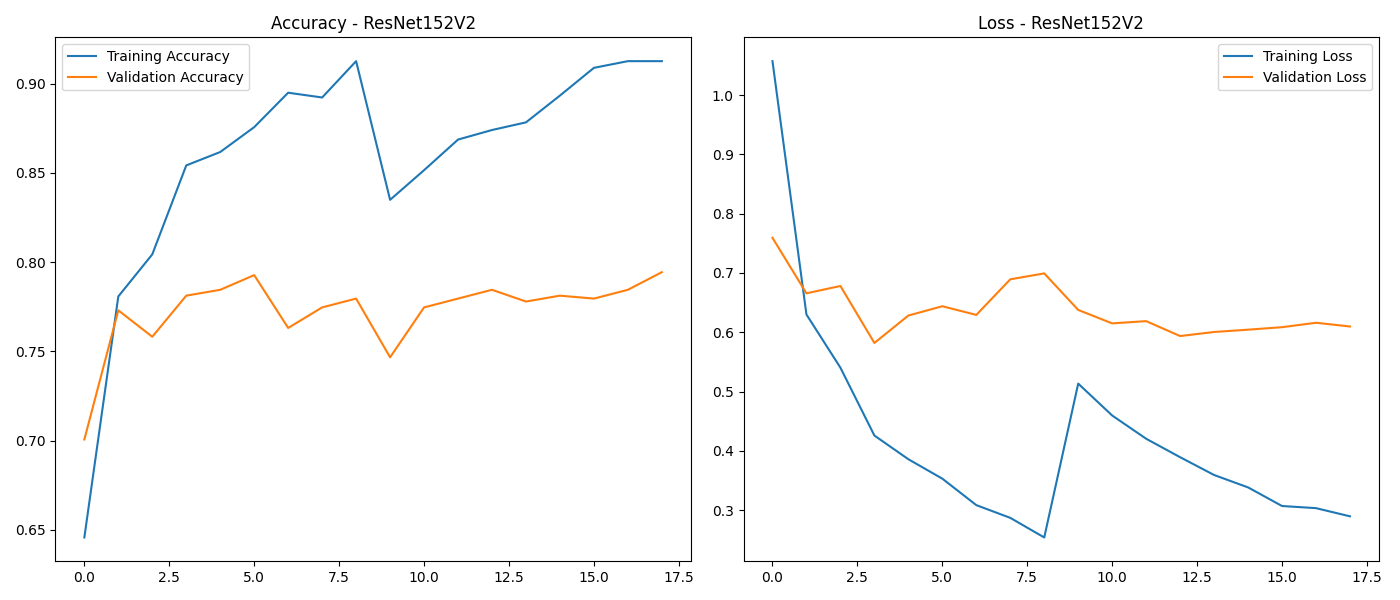 Accuracy - ResNet152V2
Training Accuracy
Validation Accuracy
0.90
0.85
0.80
0.75
0.70
0.65
0.0 2.5 5.0 7.5 10.0 12.5 15.0 17.5
Loss - ResNet152V2
Training Loss
Validation Loss
1.0
0.9
0.8
0.7
0.6
0.5
0.4
0.3
0.0 2.5 5.0 7.5 10.0 12.5 15.0 17.5